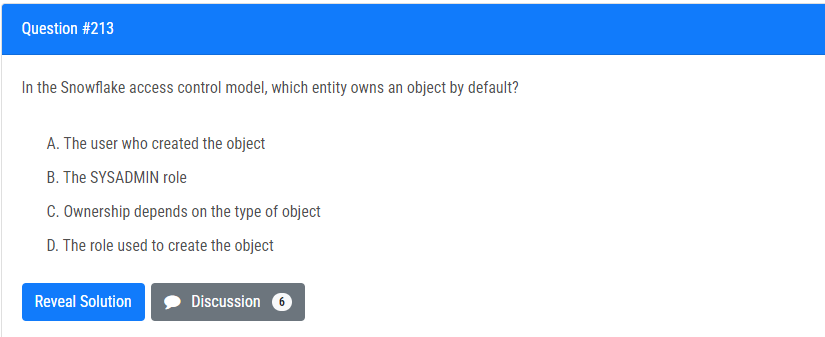 Question #213
In the Snowflake access control model, which entity owns an object by default?
A. The user who created the object
B. The SYSADMIN role
C. Ownership depends on the type of object
D. The role used to create the object
Reveal Solution Discussion 6